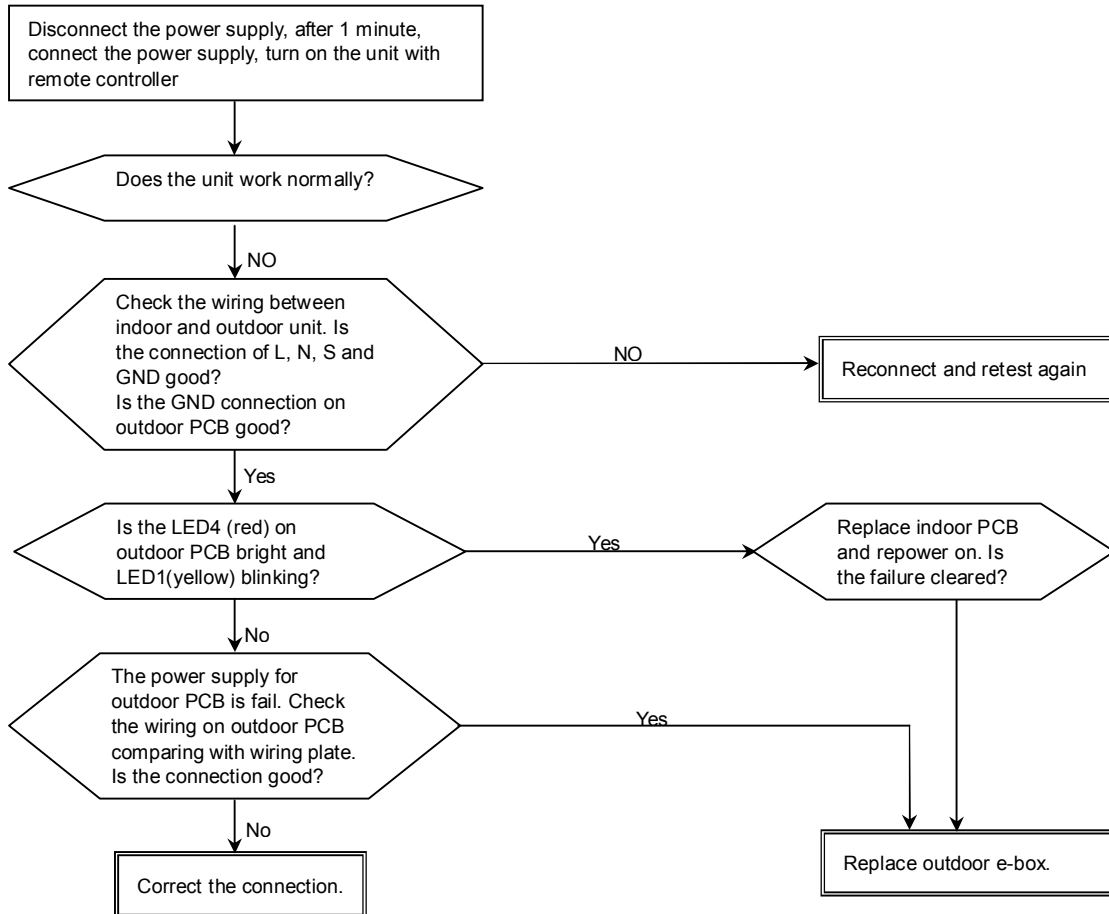 Disconnect the power supply, after 1 minute,
connect the power supply, turn on the unit with
remote controller
Does the unit work normally?
NO
Check the wiring between
indoor and outdoor unit. Is
the connection of L, N, S and
GND good?
Is the GND connection on
outdoor PCB good?
NO
Reconnect and retest again
Yes
Is the LED4 (red) on
outdoor PCB bright and
LED1(yellow) blinking?
Yes
Replace indoor PCB
and repower on. Is
the failure cleared?
No
The power supply for
outdoor PCB is fail. Check
the wiring on outdoor PCB
comparing with wiring plate.
Is the connection good?
Yes
No
Correct the connection.
Replace outdoor e-box.